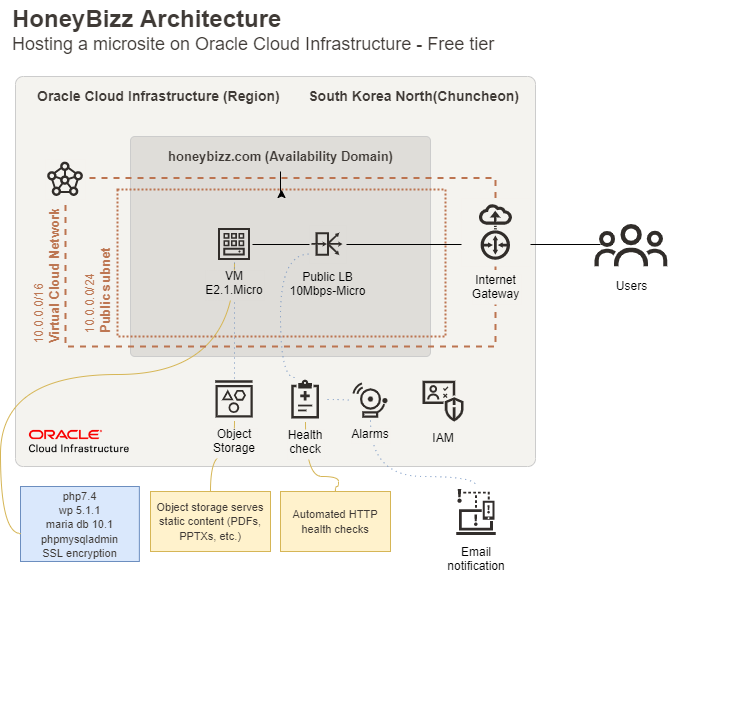 HoneyBizz Architecture
Hosting a microsite on Oracle Cloud Infrastructure - Free tier
Oracle Cloud Infrastructure (Region)
South Korea North(Chuncheon)
honeybizz.com (Availability Domain)
10.0.0.0/16
Virtual Cloud Network
10.0.0.0/24
Public subnet
VM
E2.1.Micro
Public LB
10Mbps-Micro
Internet
Gateway
Users
Object
Storage
Health
check
Alarms
IAM
ORACLE
Cloud Infrastructure
php7.4
wp 5.1.1
maria db 10.1
phpmysqladmin
SSL encryption
Object storage serves
static content (PDFs,
PPTXs, etc.)
Automated HTTP
health checks
Email
notification